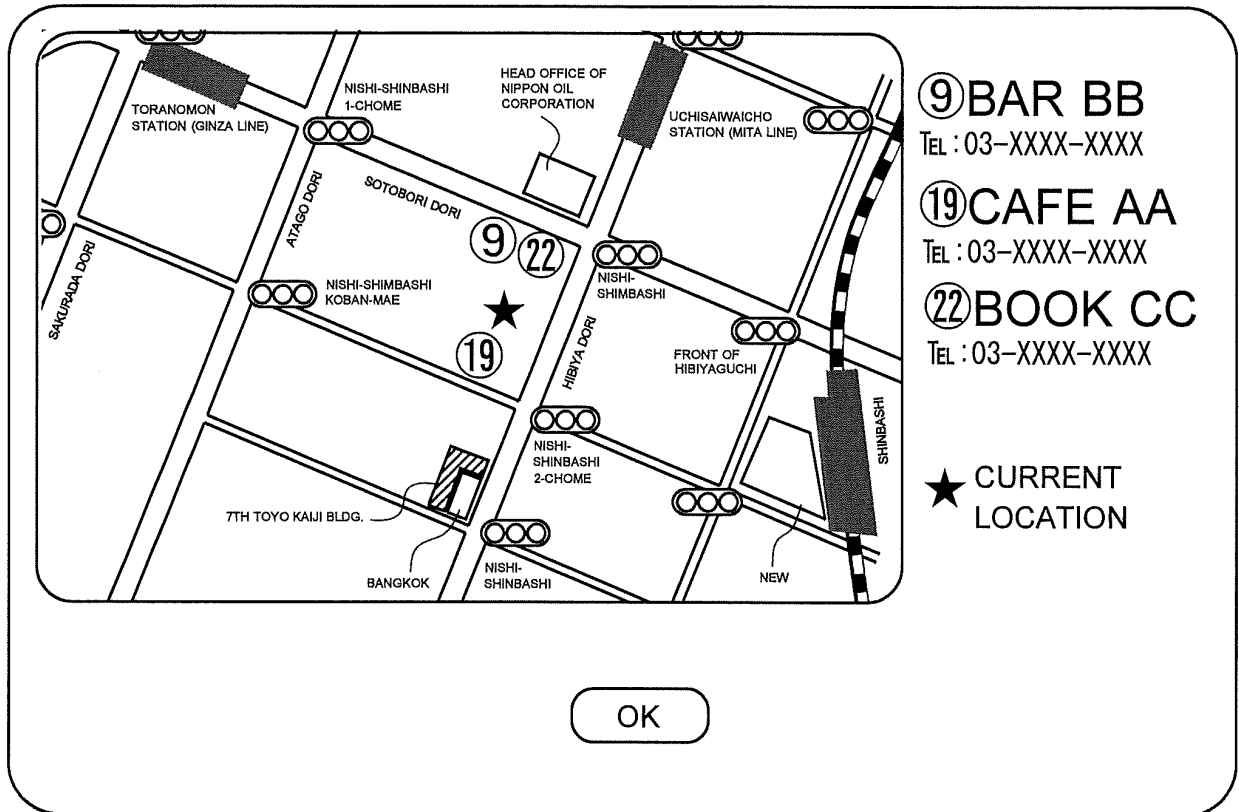 TORANOMON
STATION (GINZA LINE)
NISHI-SHINBASHI
1-CHOME
HEAD OFFICE OF
NIPPON OIL
CORPORATION
UCHISAIWAICHO
STATION (MITA LINE)
SAKURADA DORI
ATAGO DORI
SOTOBORI DORI
9
22
★
19
NISHI-SHIMBASHI
KOBAN-MAE
HIBIYA DORI
NISHI-
SHIMBASHI
FRONT OF
HIBIYAGUCHI
SHINBASHI
NISHI-
SHINBASHI
2-CHOME
7TH TOYO KAIJI BLDG.
BANGKOK
NISHI-
SHINBASHI
NEW
⑨BAR BB
TEL:03-XXXX-XXXX
⑲CAFE AA
TEL:03-XXXX-XXXX
㉒BOOK CC
TEL:03-XXXX-XXXX
★ CURRENT
LOCATION
OK